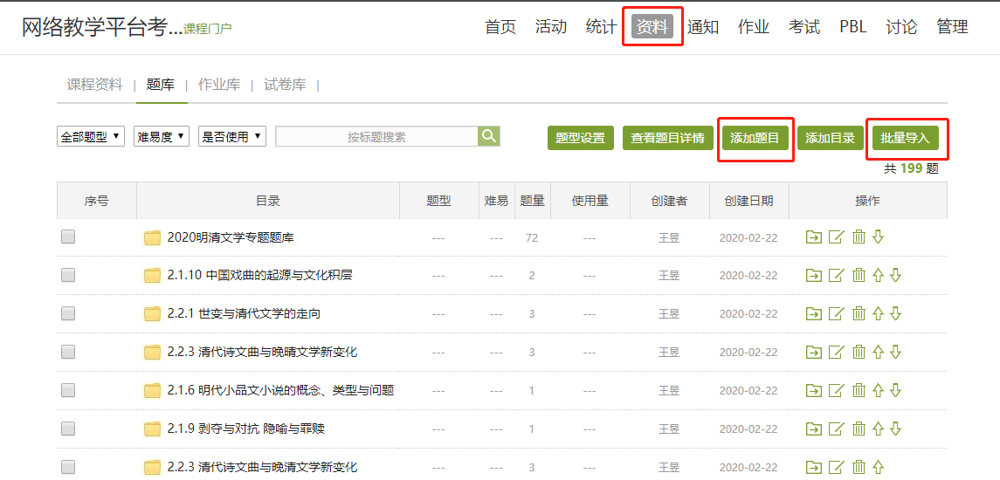 网络教学平台考...课程门户 首页 活动 统计 资料 通知 作业 考试 PBL 讨论 管理
课程资料 | 题库 | 作业库 | 试卷库 |
全部题型 ▼ 难易度 ▼ 是否使用 ▼ 按标题搜索 题型设置 查看题目详情 添加题目 添加目录 批量导入
共 199 题
序号 目录 题型 难易 题量 使用量 创建者 创建日期 操作
2020明清文学专题题库 --- --- 72 --- 王昱 2020-02-22
2.1.10 中国戏曲的起源与文化积层 --- --- 2 --- 王昱 2020-02-22
2.2.1 世变与清代文学的走向 --- --- 3 --- 王昱 2020-02-22
2.2.3 清代诗文曲与晚晴文学新变化 --- --- 3 --- 王昱 2020-02-22
2.1.6 明代小品文小说的概念、类型与问题 --- --- 1 --- 王昱 2020-02-22
2.1.9 剥夺与对抗 隐喻与罪赎 --- --- 1 --- 王昱 2020-02-22
2.2.3 清代诗文曲与晚清文学新变化 --- --- 3 --- 王昱 2020-02-22